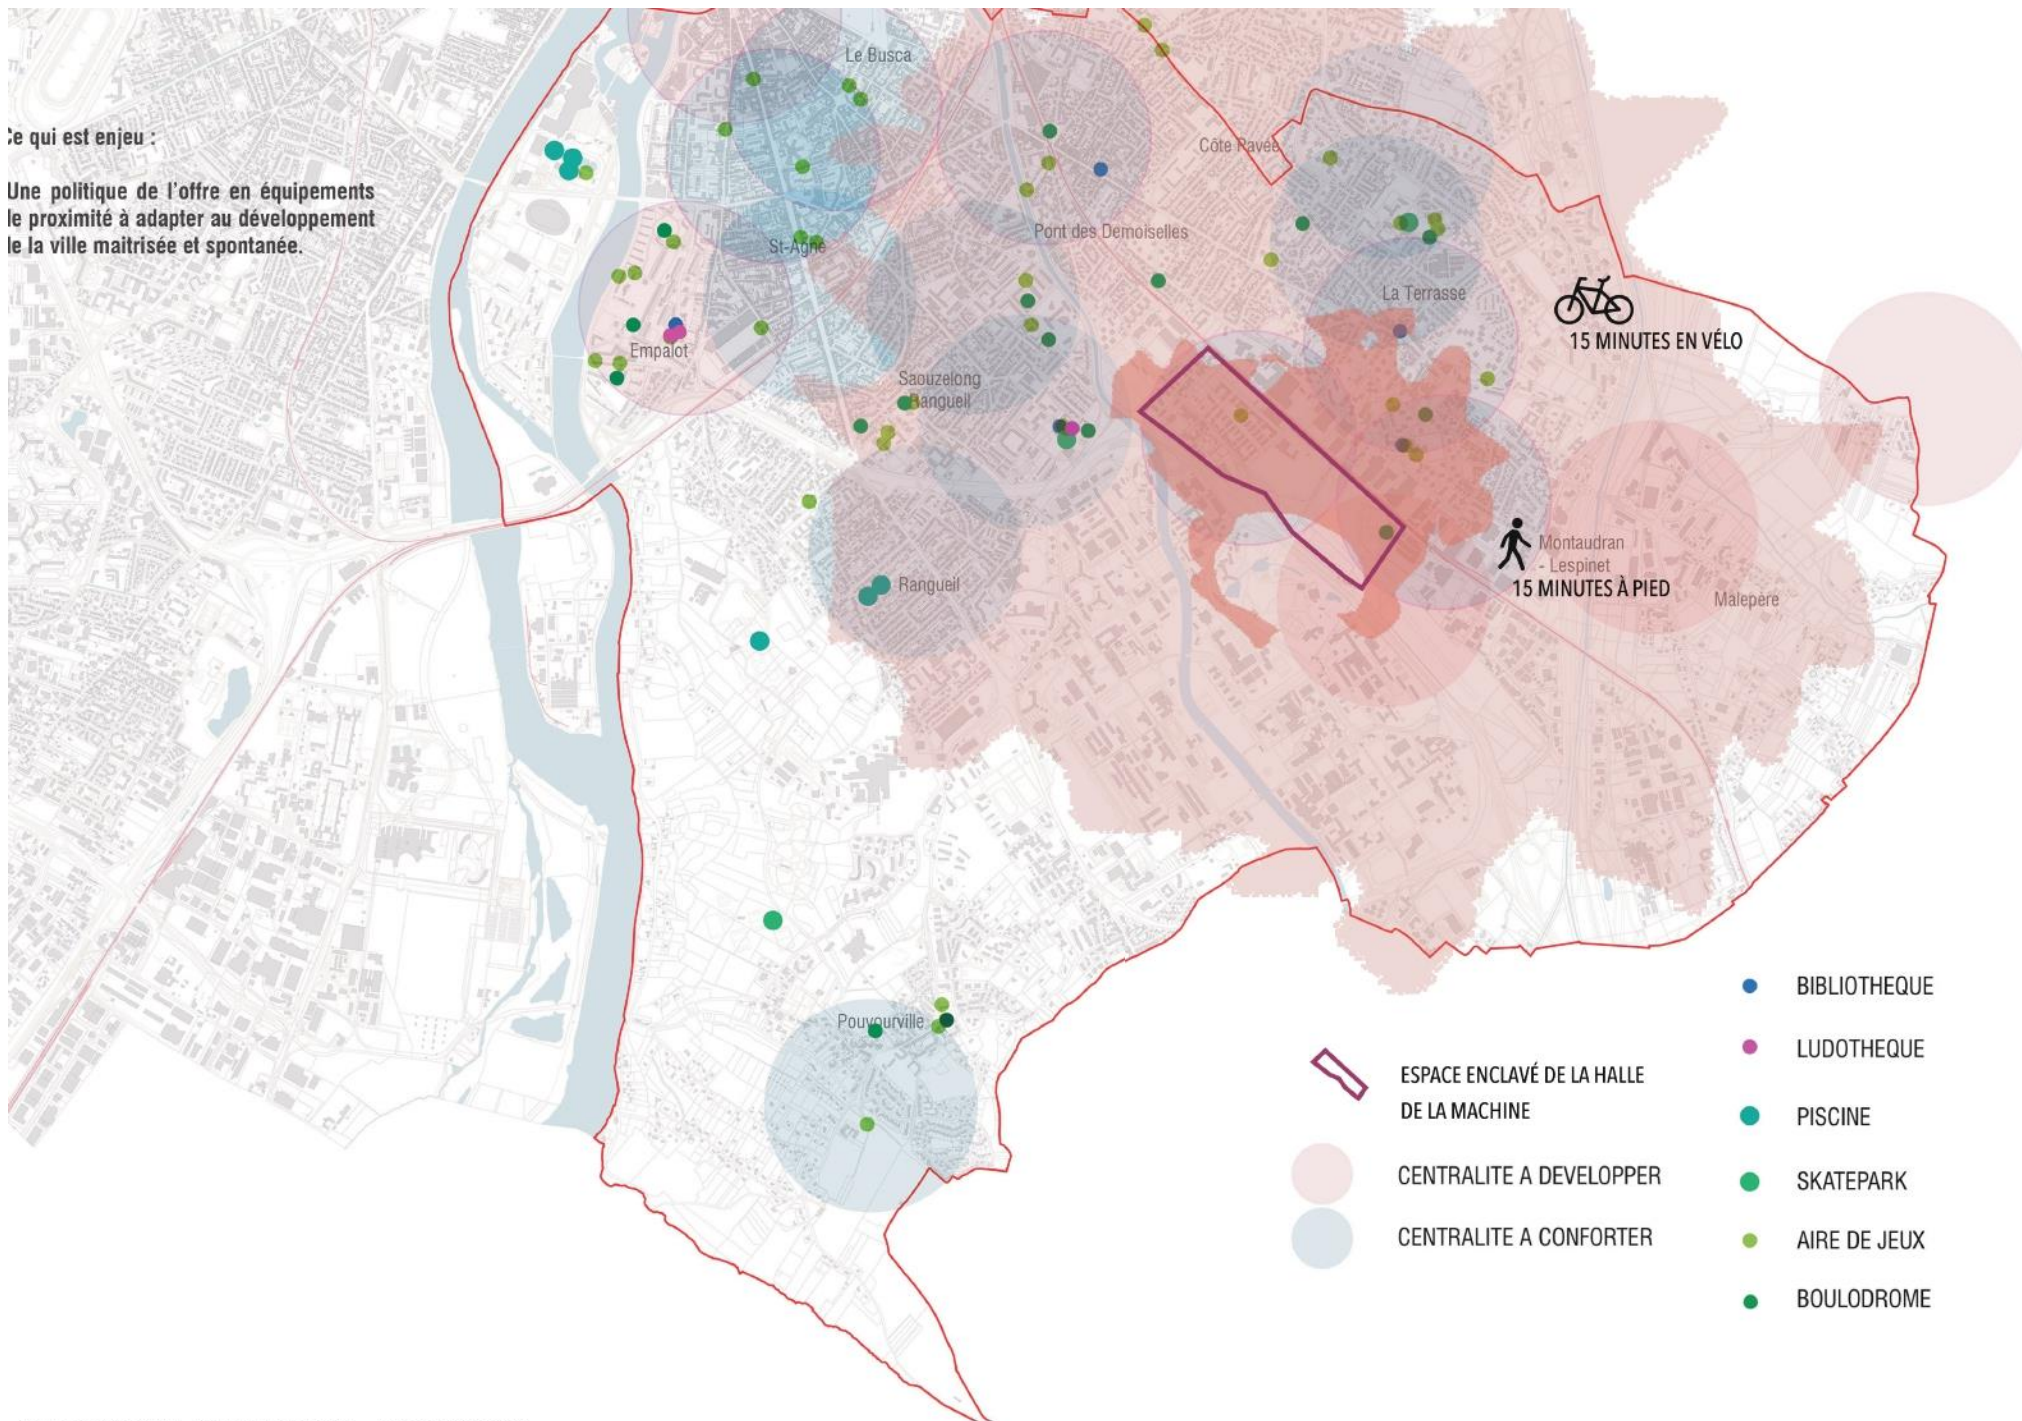 Ce qui est enjeu :
Une politique de l'offre en équipements
de proximité à adapter au développement
de la ville maitrisée et spontanée.
Le Busca
Côte Pavée
Pont des Demoiselles
St-Agne
La Terrasse
15 MINUTES EN VÉLO
Empalot
Saouzelong
Rangueil
Montaudran
- Lespinet
15 MINUTES À PIED
Rangueil
Malepère
Pouvourville
ESPACE ENCLAVÉ DE LA HALLE
DE LA MACHINE
CENTRALITE A DEVELOPPER
CENTRALITE A CONFORTER
BIBLIOTHEQUE
LUDOTHEQUE
PISCINE
SKATEPARK
AIRE DE JEUX
BOULODROME